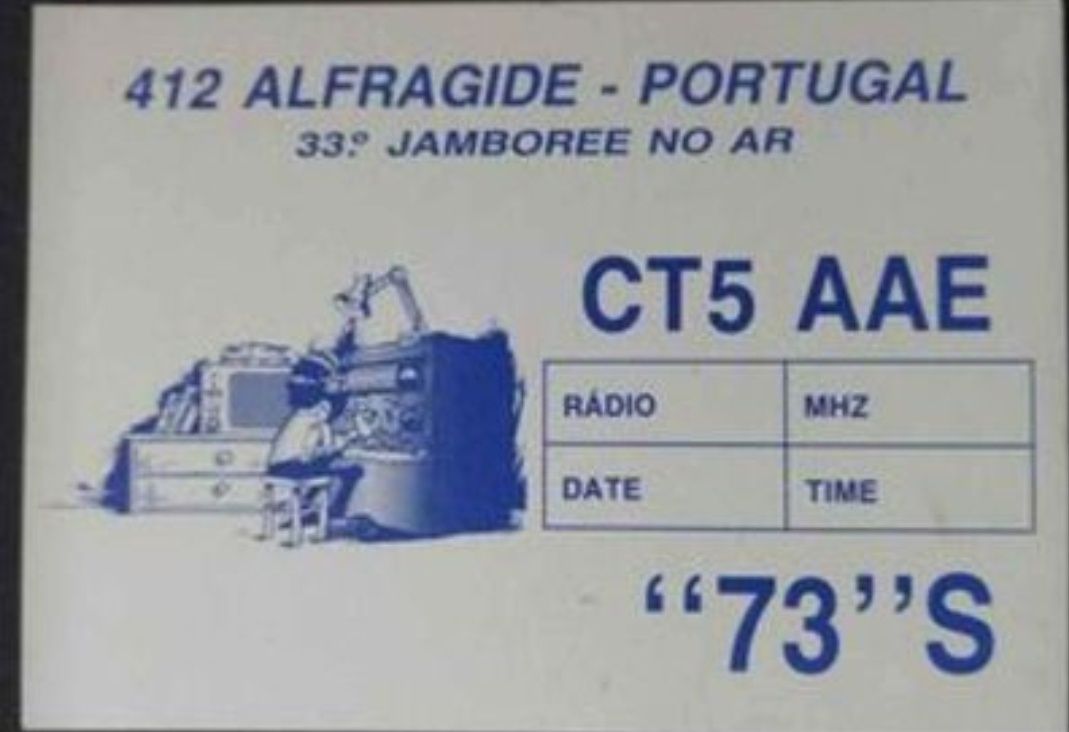 412 ALFRAGIDE - PORTUGAL
33.º JAMBOREE NO AR
CT5 AAE
RÁDIO MHZ
DATE TIME
“73”S